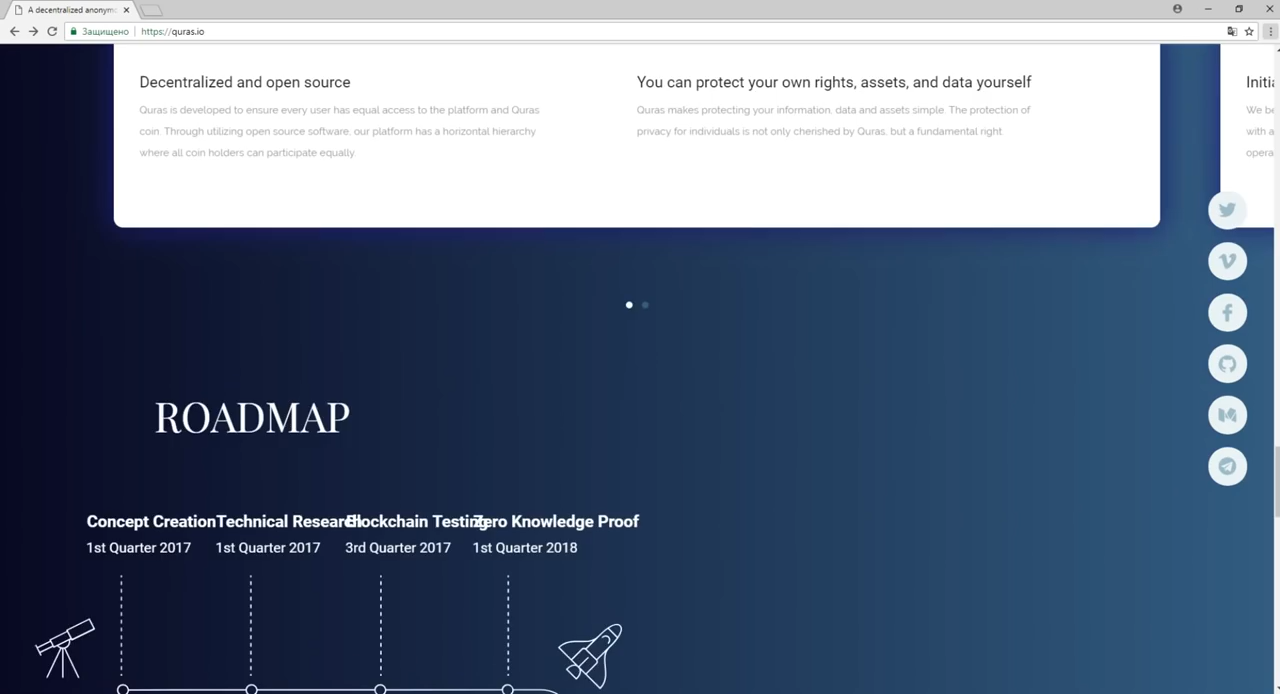 A decentralized anonym
Защищено
https://quras.io
Decentralized and open source
Quras is developed to ensure every user has equal access to the platform and Quras
coin. Through utilizing open source software, our platform has a horizontal hierarchy
where all coin holders can participate equally
You can protect your own rights, assets, and data yourself
Quras makes protecting your information, data and assets simple. The protection of
privacy for individuals is not only cherished by Quras, but a fundamental right
Initia
We be
with a
opera
ROADMAP
Concept Creation
1st Quarter 2017
Technical Research
1st Quarter 2017
Blockchain Testing
3rd Quarter 2017
Zero Knowledge Proof
1st Quarter 2018